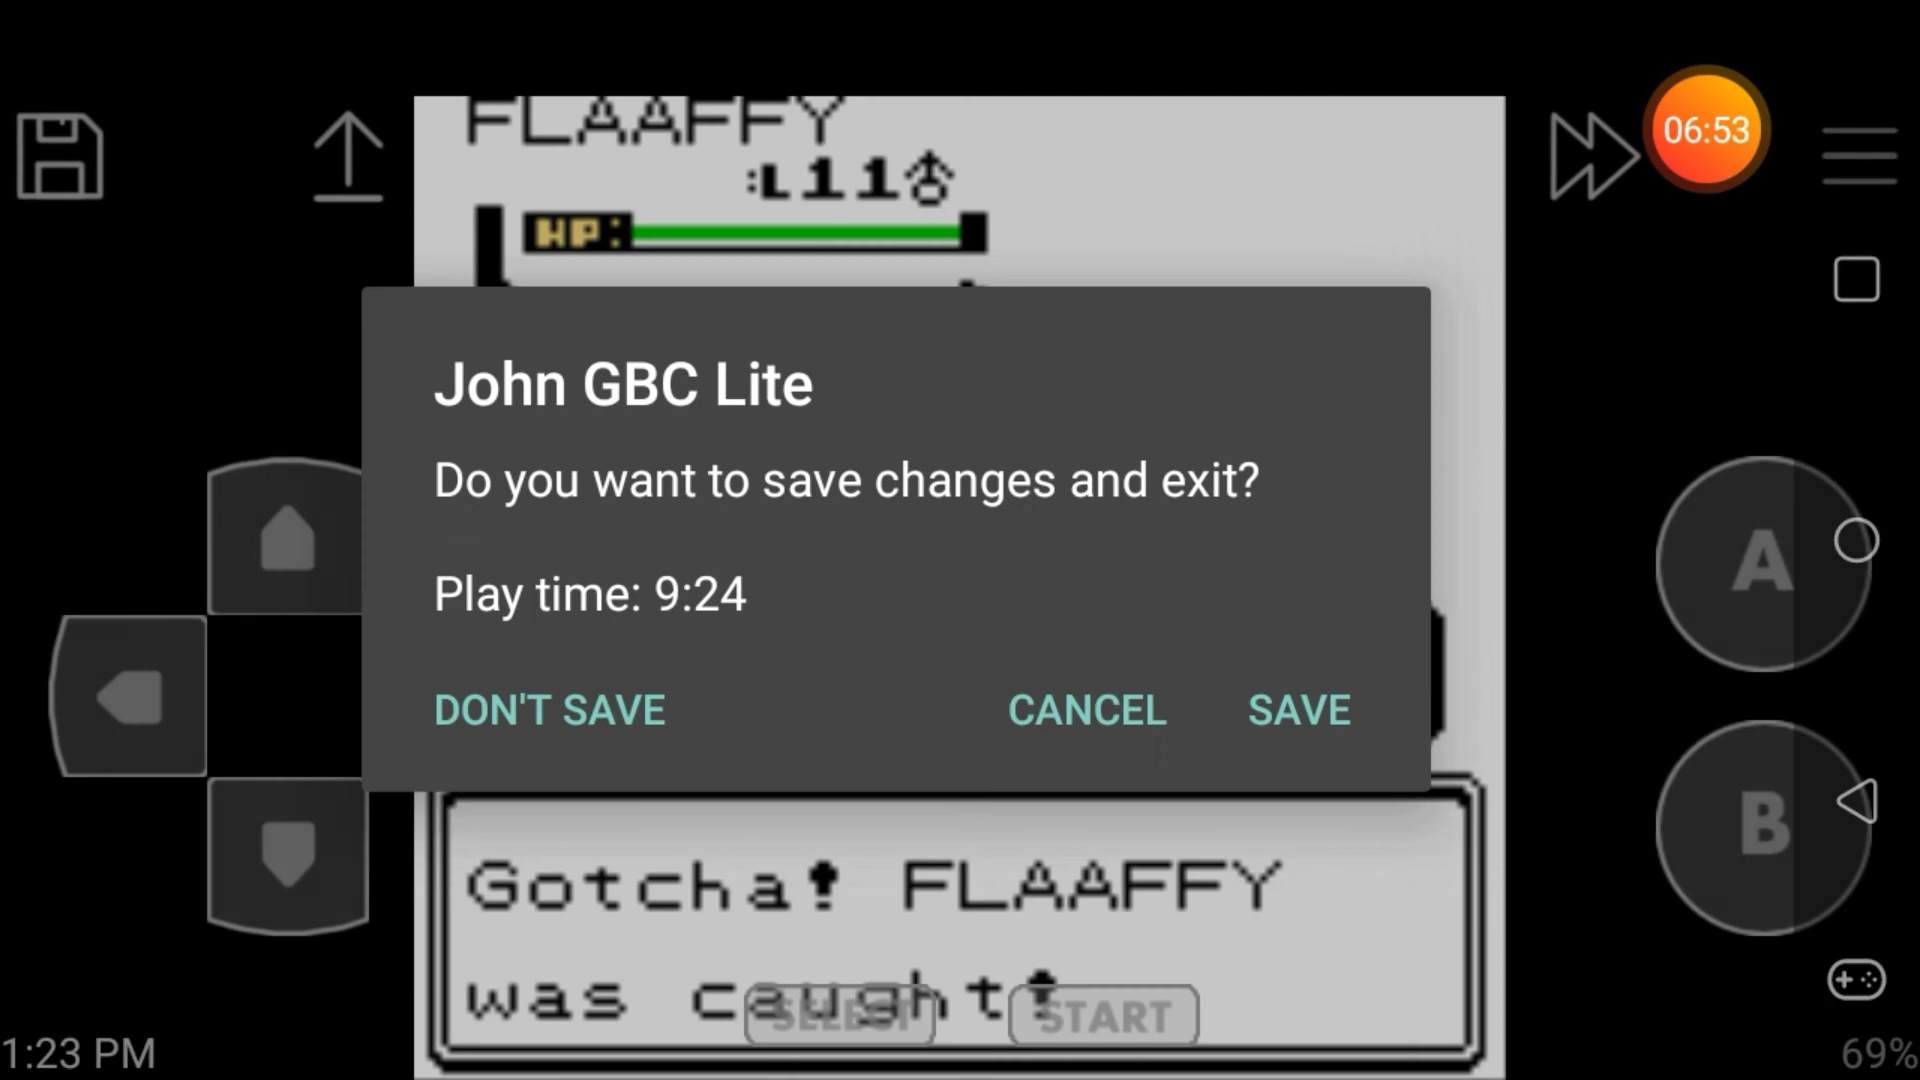 FLAAFFY
06:53
:L11♂
HP:
John GBC Lite
Do you want to save changes and exit?
Play time: 9:24
DON'T SAVE CANCEL SAVE
A
B
Gotcha! FLAAFFY
was caught!
SELECT START
1:23 PM
69%